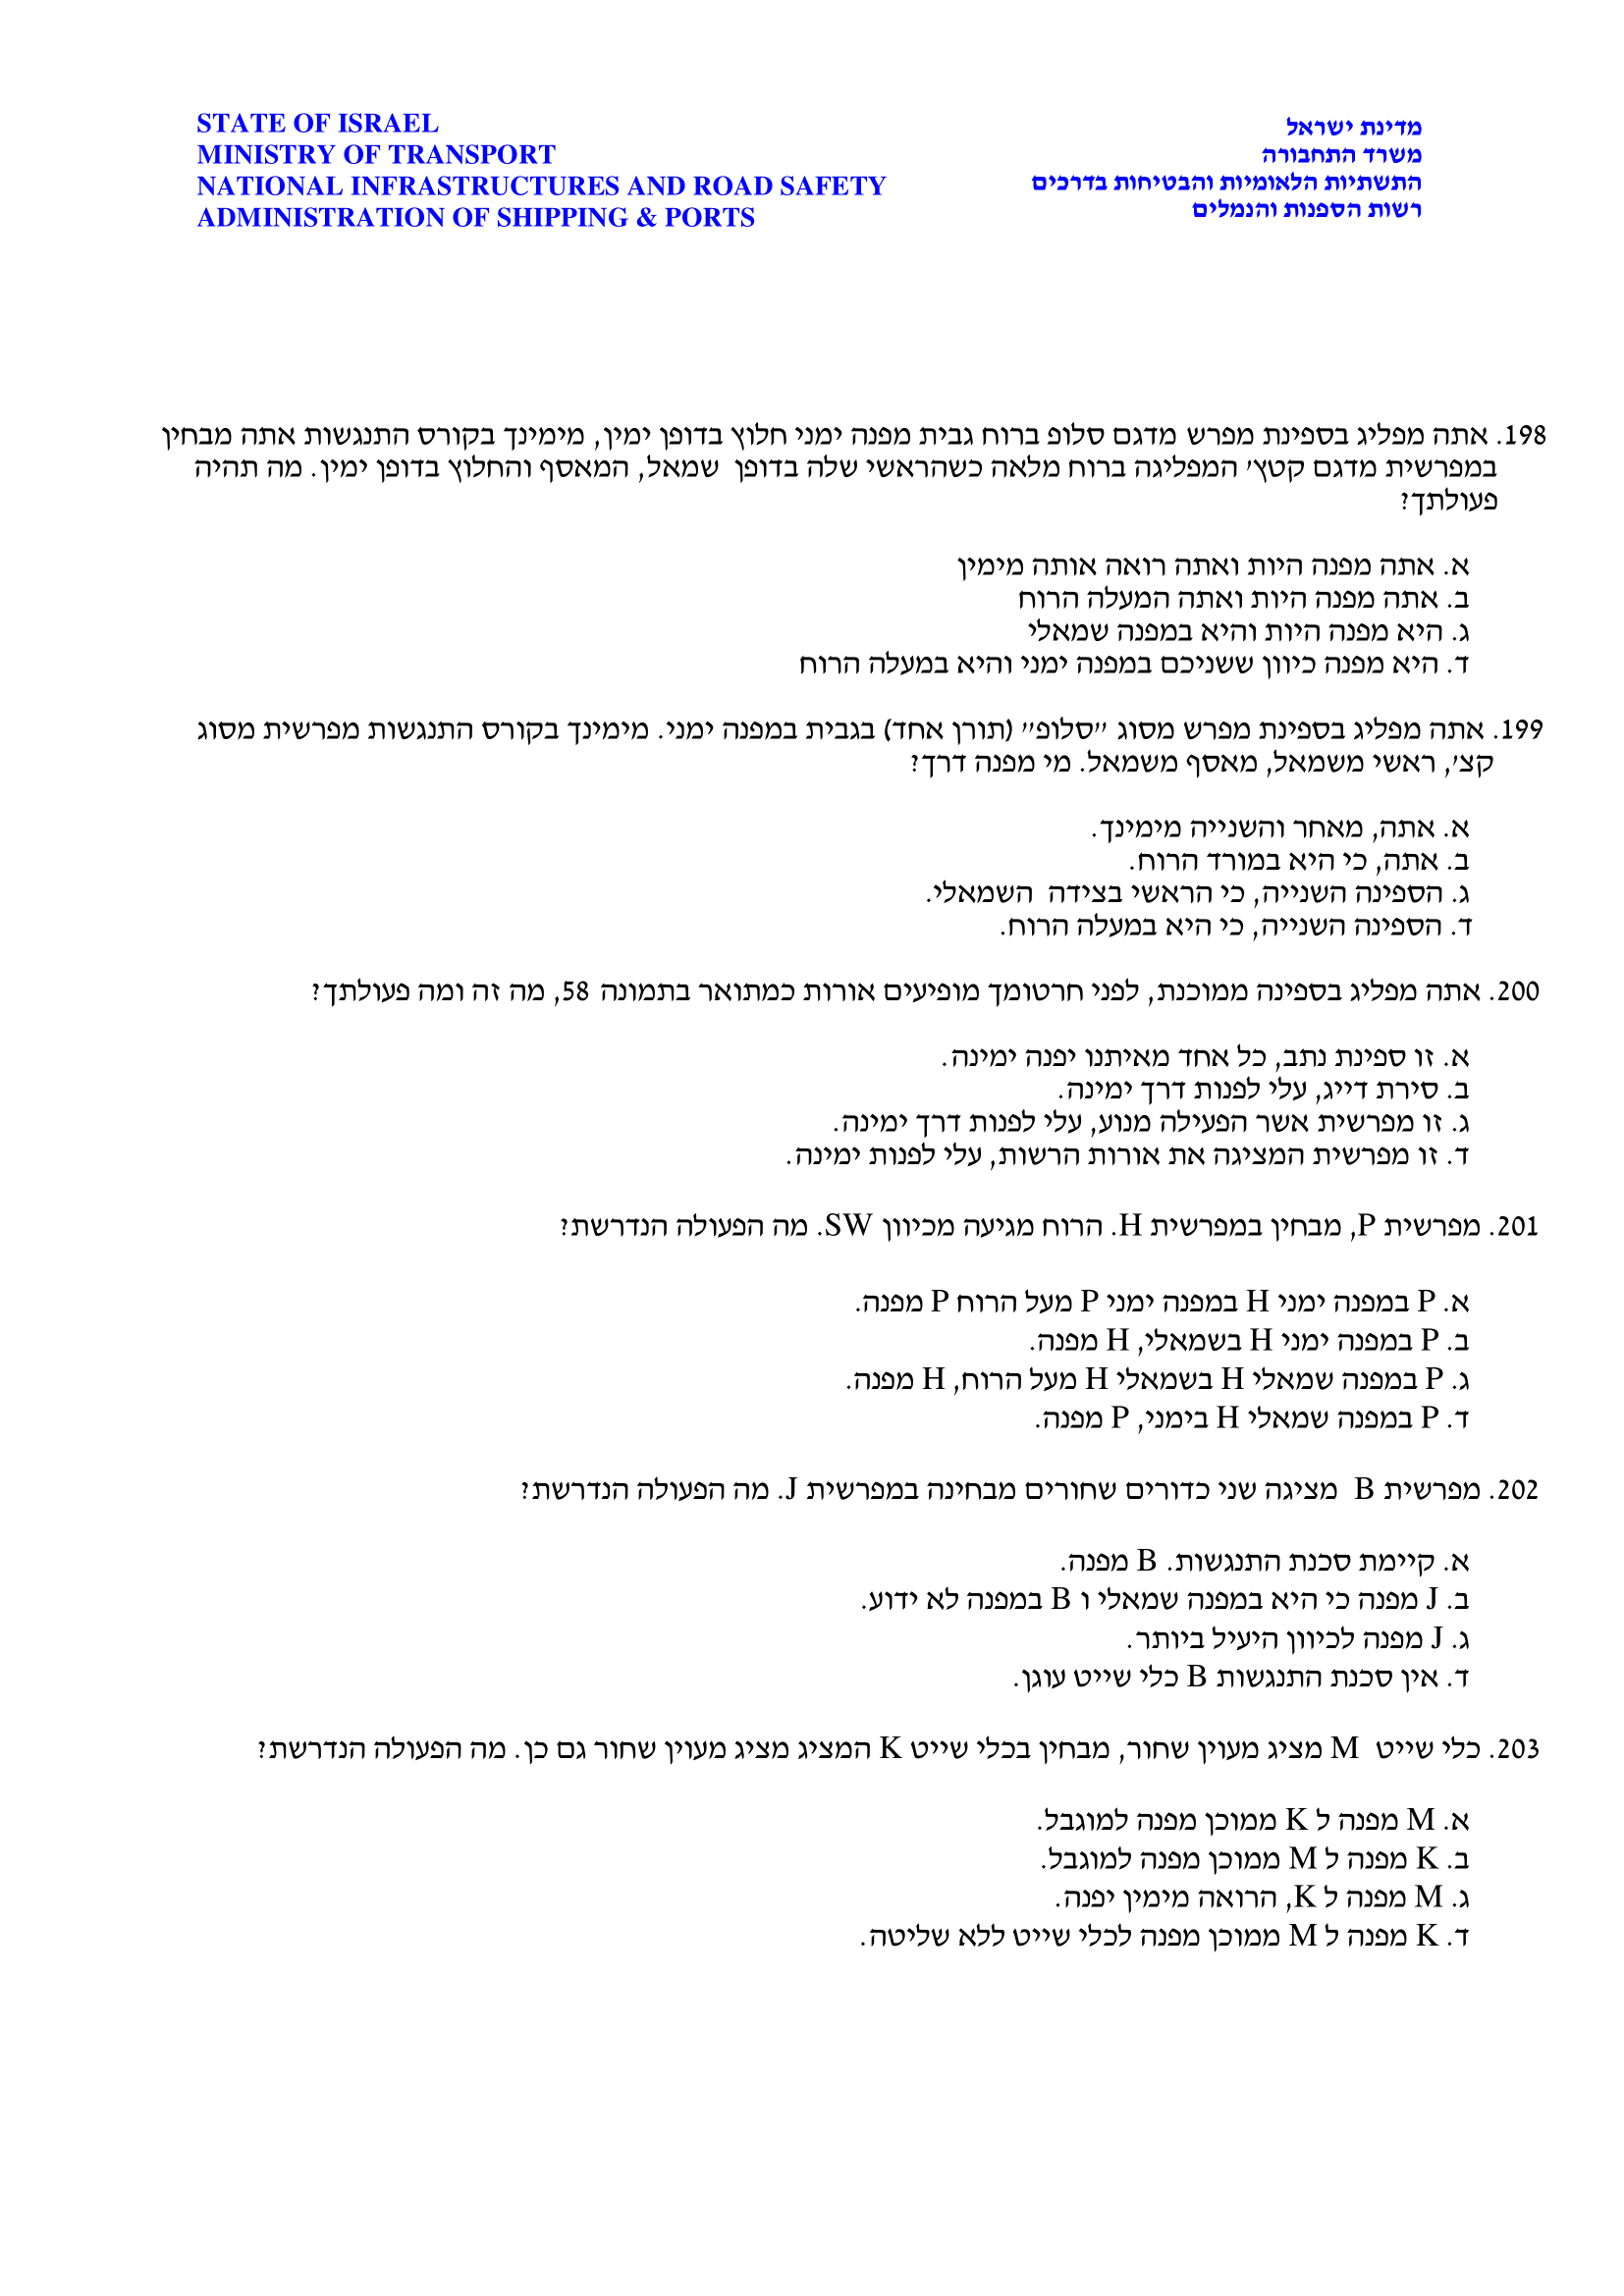 STATE OF ISRAEL
MINISTRY OF TRANSPORT
NATIONAL INFRASTRUCTURES AND ROAD SAFETY
ADMINISTRATION OF SHIPPING & PORTS
מדינת ישראל
משרד התחבורה
התשתיות הלאומיות והבטיחות בדרכים
רשות הספנות והנמלים
198. אתה מפליג בספינת מפרש מדגם סלופ ברוח גבית מפנה ימני חלוץ בדופן ימין, מימינך בקורס התנגשות אתה מבחין
במפרשית מדגם קטץ' המפליגה ברוח מלאה כשהראשי שלה בדופן שמאל, המאסף והחלוץ בדופן ימין. מה תהיה
פעולתך?
א. אתה מפנה היות ואתה רואה אותה מימין
ב. אתה מפנה היות ואתה המעלה הרוח
ג. היא מפנה היות והיא במפנה שמאלי
ד. היא מפנה כיוון ששניכם במפנה ימני והיא במעלה הרוח
199. אתה מפליג בספינת מפרש מסוג "סלופ" (תורן אחד) בגבית במפנה ימני. מימינך בקורס התנגשות מפרשית מסוג
קצ', ראשי משמאל, מאסף משמאל. מי מפנה דרך?
א. אתה, מאחר והשנייה מימינך.
ב. אתה, כי היא במורד הרוח.
ג. הספינה השנייה, כי הראשי בצידה השמאלי.
ד. הספינה השנייה, כי היא במעלה הרוח.
200. אתה מפליג בספינה ממוכנת, לפני חרטומך מופיעים אורות כמתואר בתמונה 58, מה זה ומה פעולתך?
א. זו ספינת נתב, כל אחד מאיתנו יפנה ימינה.
ב. סירת דייג, עלי לפנות דרך ימינה.
ג. זו מפרשית אשר הפעילה מנוע, עלי לפנות דרך ימינה.
ד. זו מפרשית המציגה את אורות הרשות, עלי לפנות ימינה.
201. מפרשית P, מבחין במפרשית H. הרוח מגיעה מכיוון SW. מה הפעולה הנדרשת?
א. P במפנה ימני H במפנה ימני P מעל הרוח P מפנה.
ב. P במפנה ימני H בשמאלי, H מפנה.
ג. P במפנה שמאלי H בשמאלי H מעל הרוח, H מפנה.
ד. P במפנה שמאלי H בימני, P מפנה.
202. מפרשית B מציגה שני כדורים שחורים מבחינה במפרשית J. מה הפעולה הנדרשת?
א. קיימת סכנת התנגשות. B מפנה.
ב. J מפנה כי היא במפנה שמאלי ו B במפנה לא ידוע.
ג. J מפנה לכיוון היעיל ביותר.
ד. אין סכנת התנגשות B כלי שייט עוגן.
203. כלי שייט M מציג מעוין שחור, מבחין בכלי שייט K המציג מציג מעוין שחור גם כן. מה הפעולה הנדרשת?
א. M מפנה ל K ממוכן מפנה למוגבל.
ב. K מפנה ל M ממוכן מפנה למוגבל.
ג. M מפנה ל K, הרואה מימין יפנה.
ד. K מפנה ל M ממוכן מפנה לכלי שייט ללא שליטה.